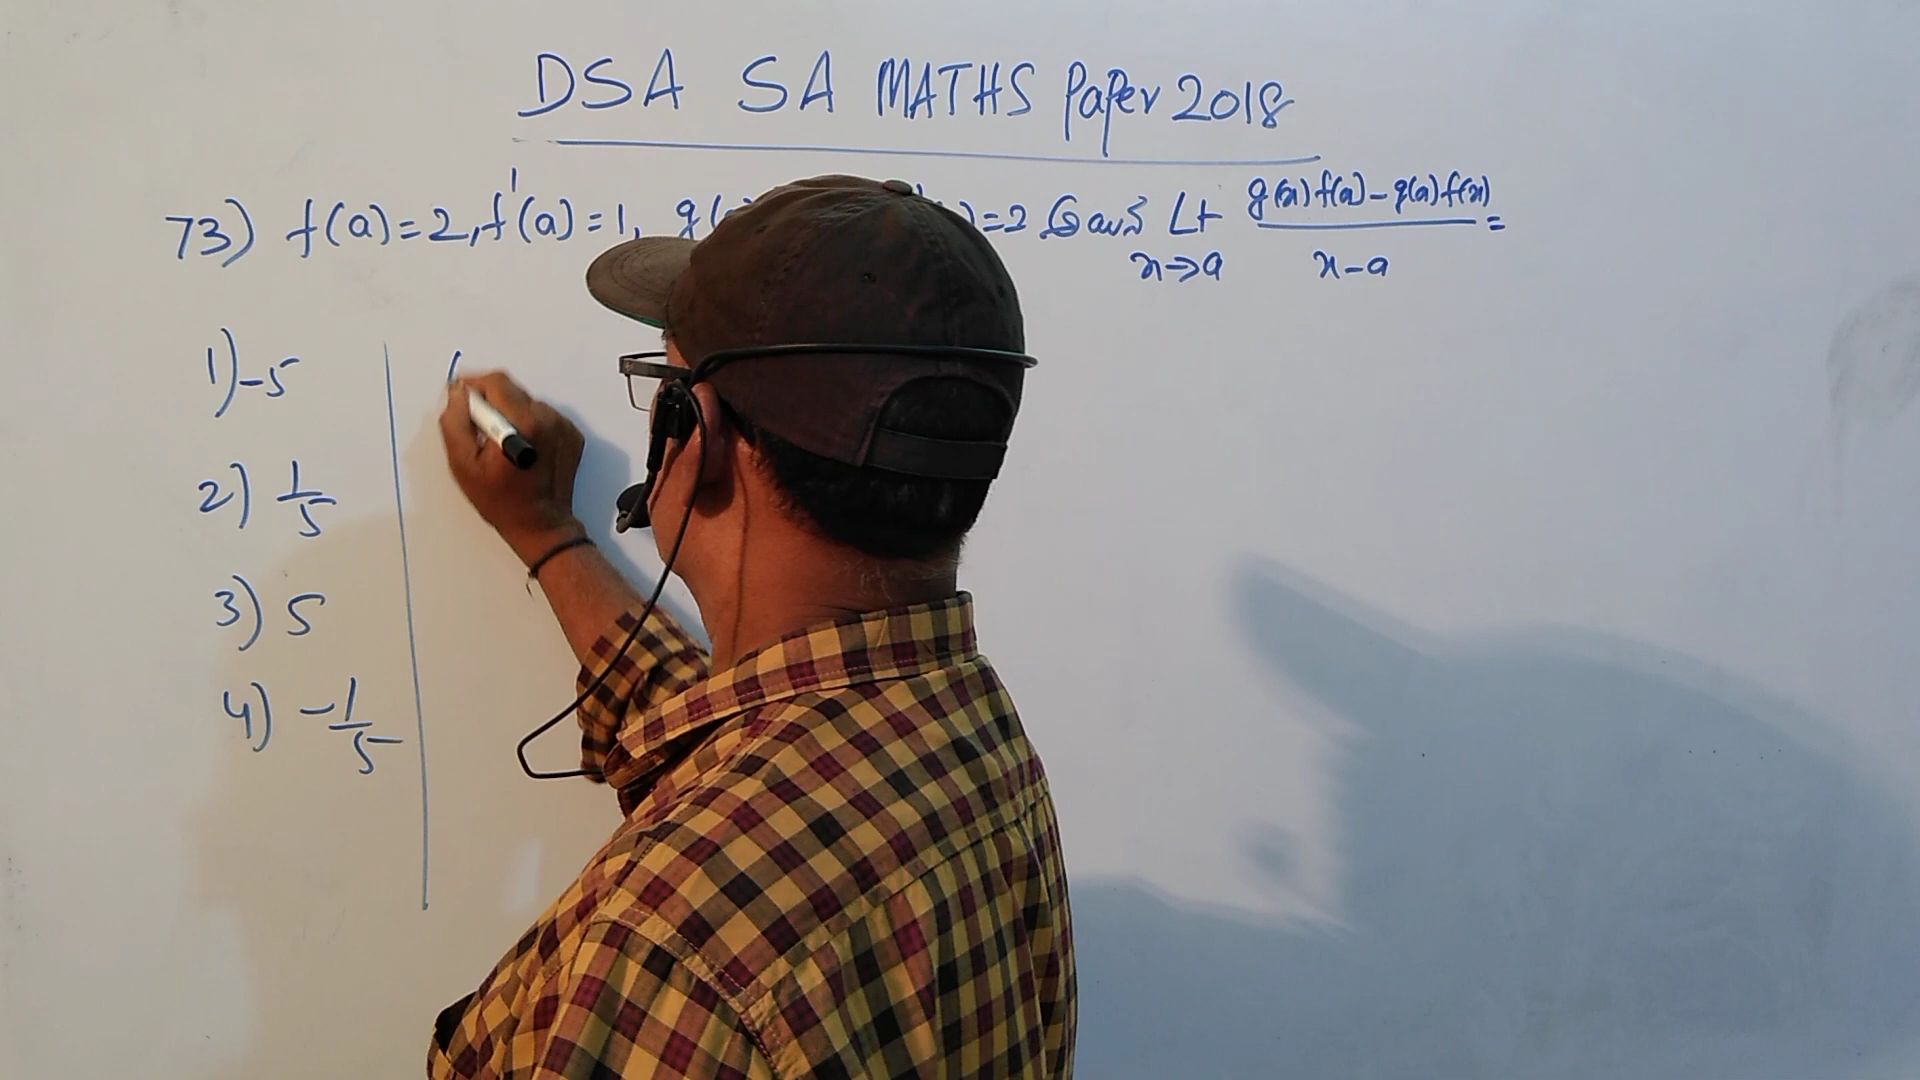 DSA SA MATHS Paper 2018
73) f(a)=2, f'(a)=1, g( )=2 Lt g(x)f(a)-g(a)f(x) =
x→a x-a
1) -5
2) 1/5
3) 5
4) -1/5